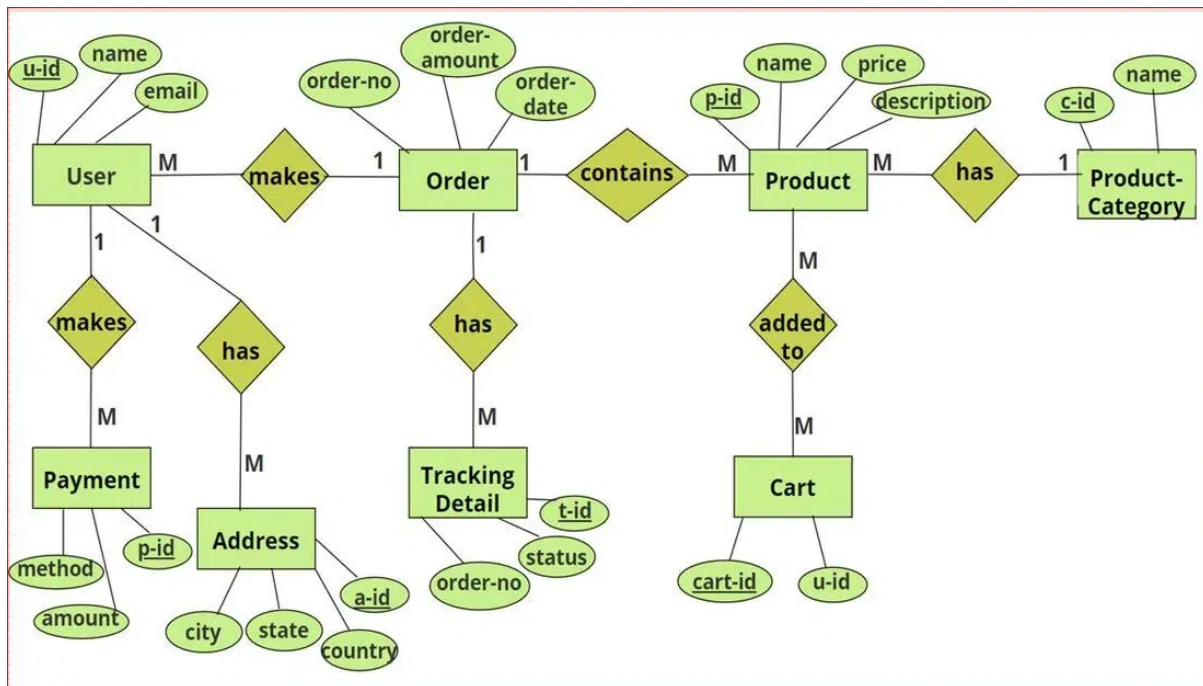 u-id
name
email
order-no
order-
amount
order-
date
p-id
name
price
description
c-id
name
User
M
makes
1
Order
1
contains
M
Product
M
has
1
Product-
Category
1
1
1
M
makes
has
has
added
to
M
M
M
M
Payment
Address
Tracking
Detail
Cart
method
amount
p-id
city
state
country
a-id
order-no
status
t-id
cart-id
u-id